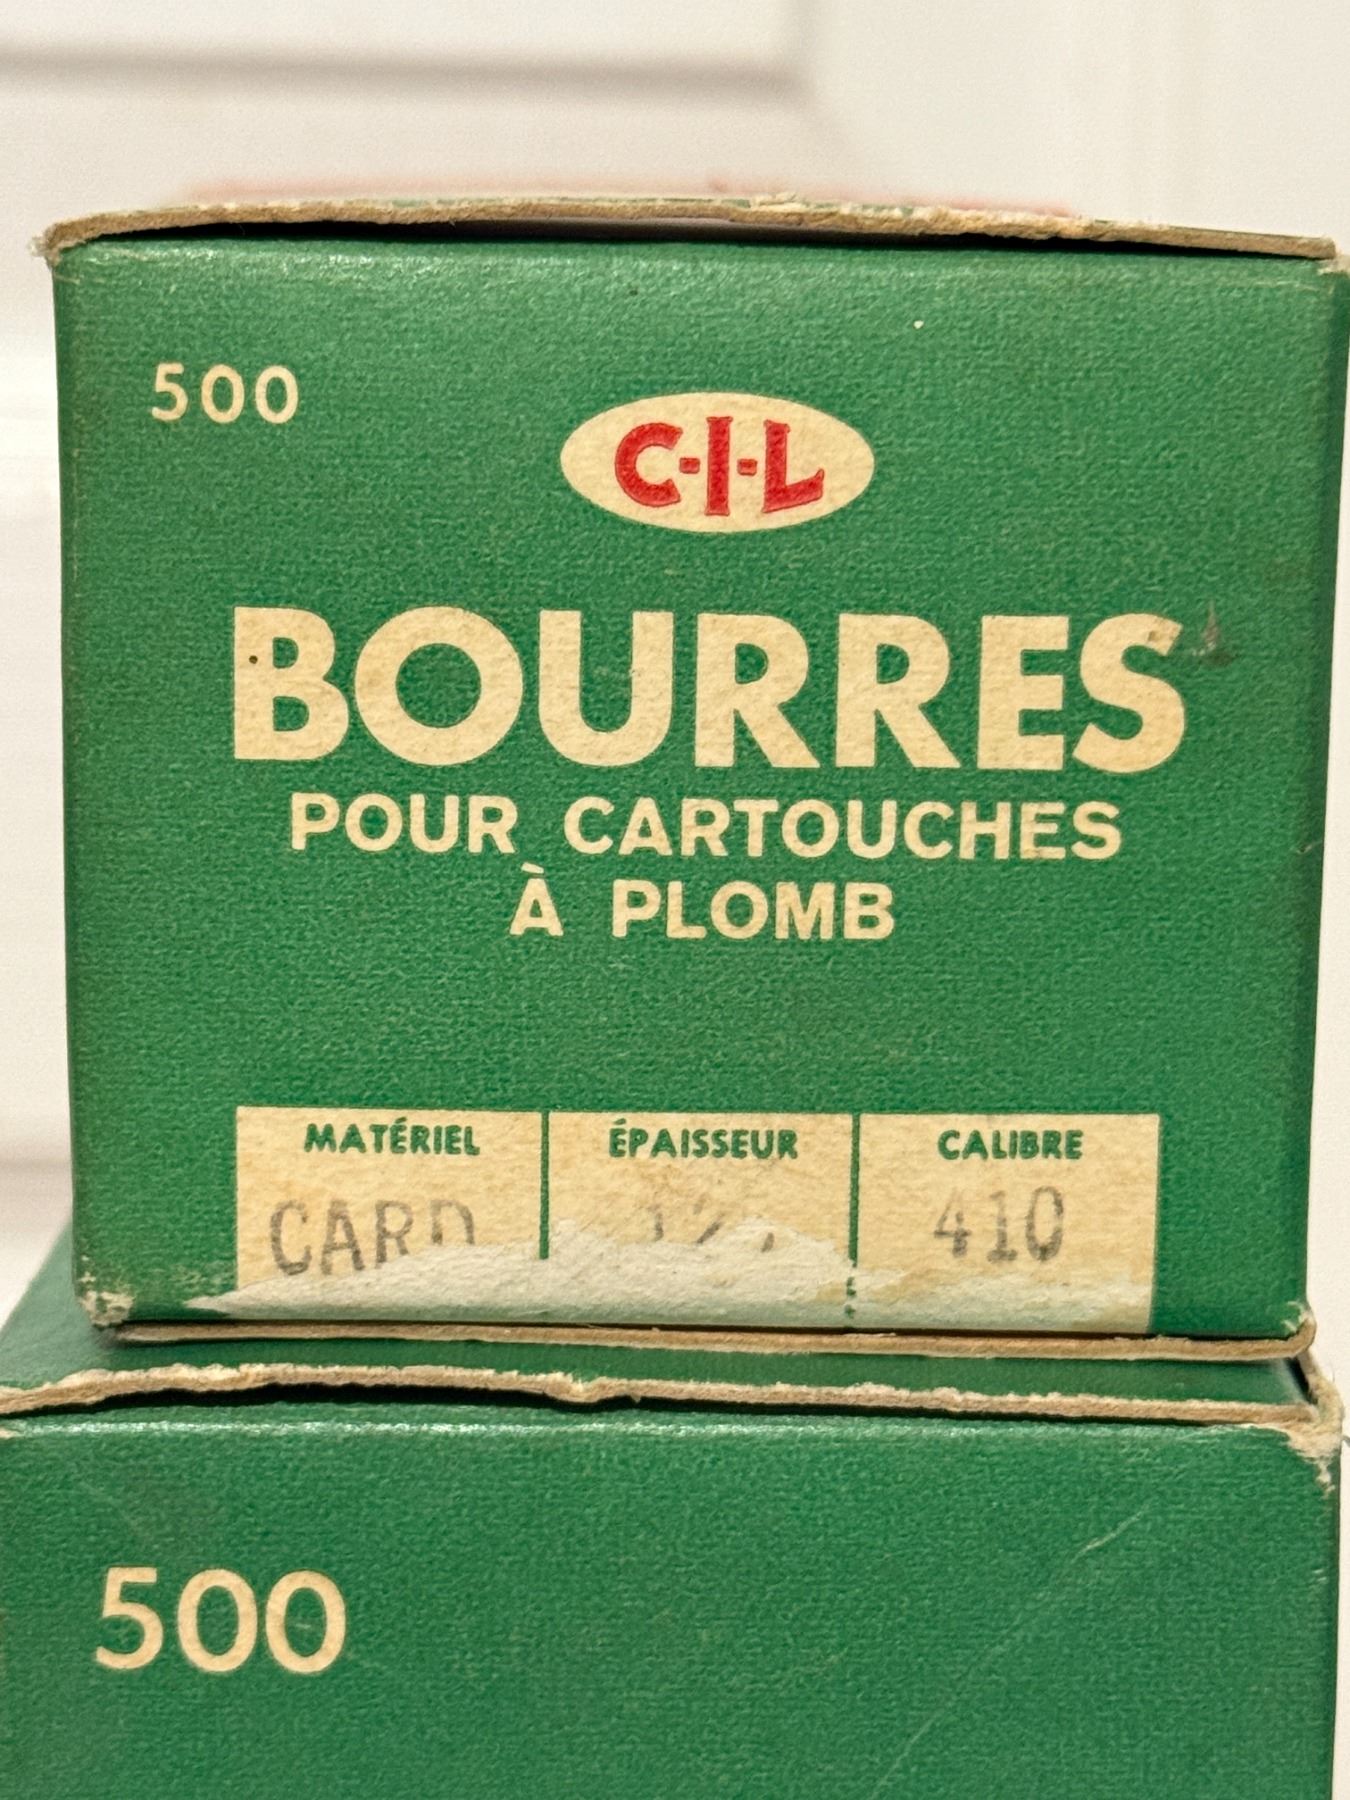 500
C-I-L
BOURRES
POUR CARTOUCHES
À PLOMB
MATÉRIEL ÉPAISSEUR CALIBRE
CARD 410
500